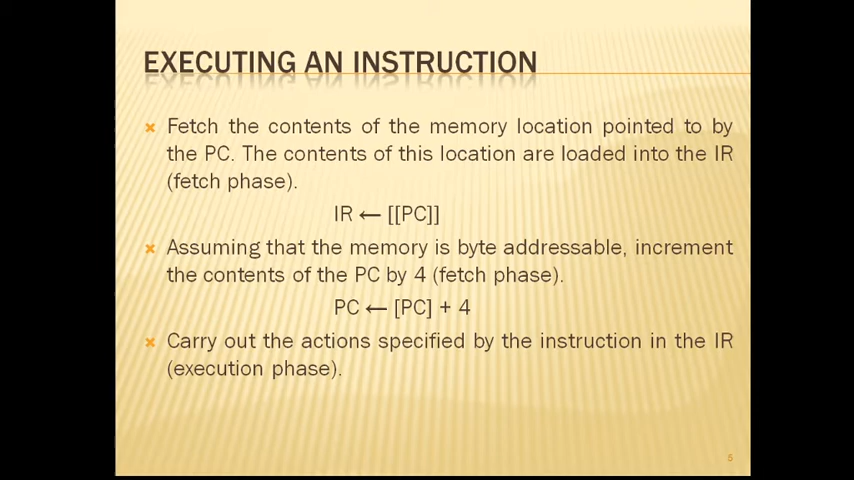 EXECUTING AN INSTRUCTION
Fetch the contents of the memory location pointed to by
the PC. The contents of this location are loaded into the IR
(fetch phase).
IR ← [[PC]]
Assuming that the memory is byte addressable, increment
the contents of the PC by 4 (fetch phase).
PC ← [PC] + 4
Carry out the actions specified by the instruction in the IR
(execution phase).
5